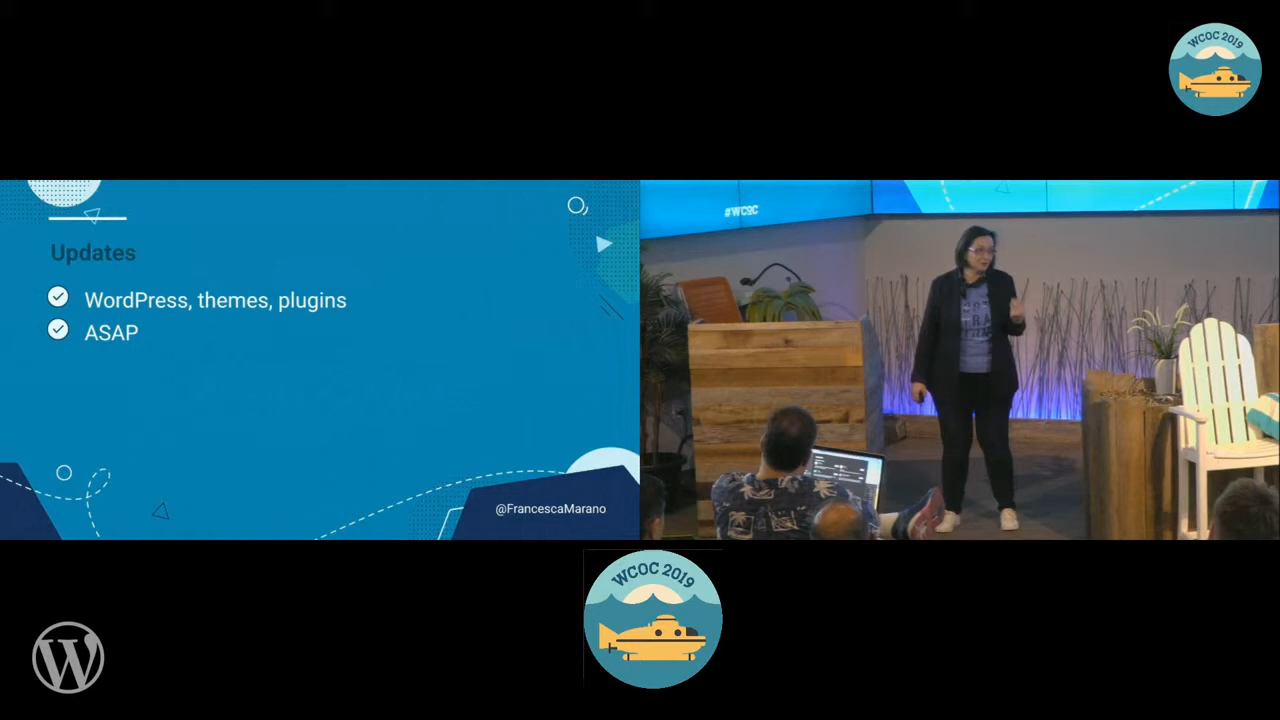 WCOC 2019
Updates
WordPress, themes, plugins
ASAP
@FrancescaMarano
#WCOC
WCOC 2019
W